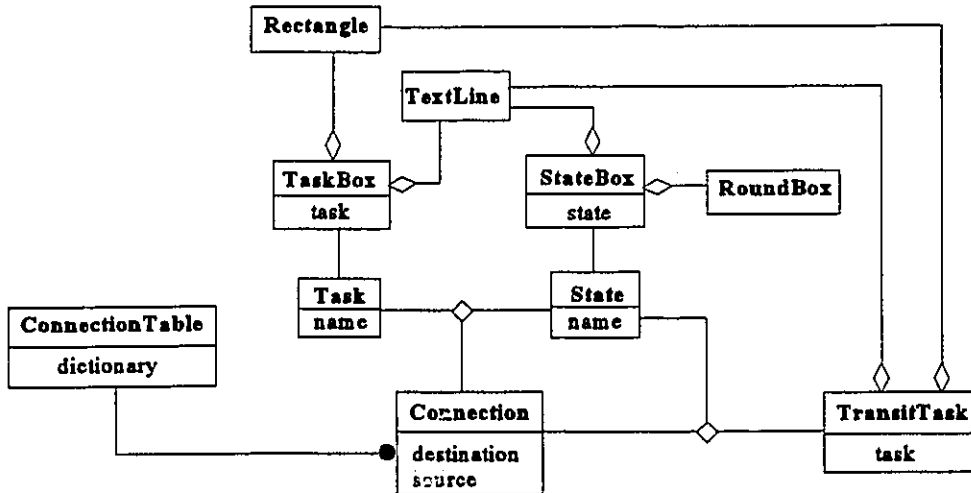 Rectangle
TextLine
TaskBox
task
StateBox
state
RoundBox
Task
name
State
name
ConnectionTable
dictionary
Connection
destination
source
TransitTask
task